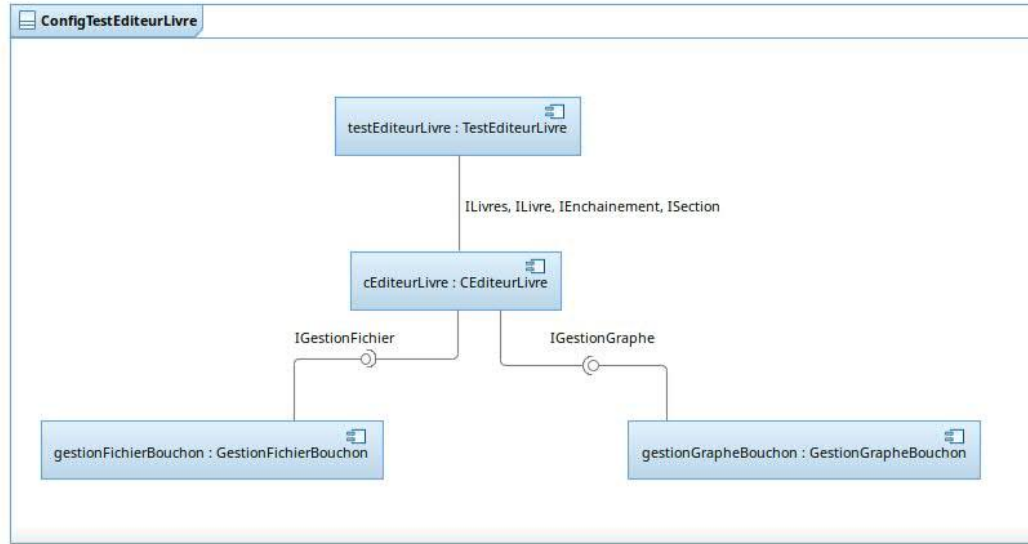 ConfigTestEditeurLivre
testEditeurLivre : TestEditeurLivre
ILivres, ILivre, IEnchainement, ISection
cEditeurLivre : CEditeurLivre
IGestionFichier
IGestionGraphe
gestionFichierBouchon : GestionFichierBouchon
gestionGrapheBouchon : GestionGrapheBouchon